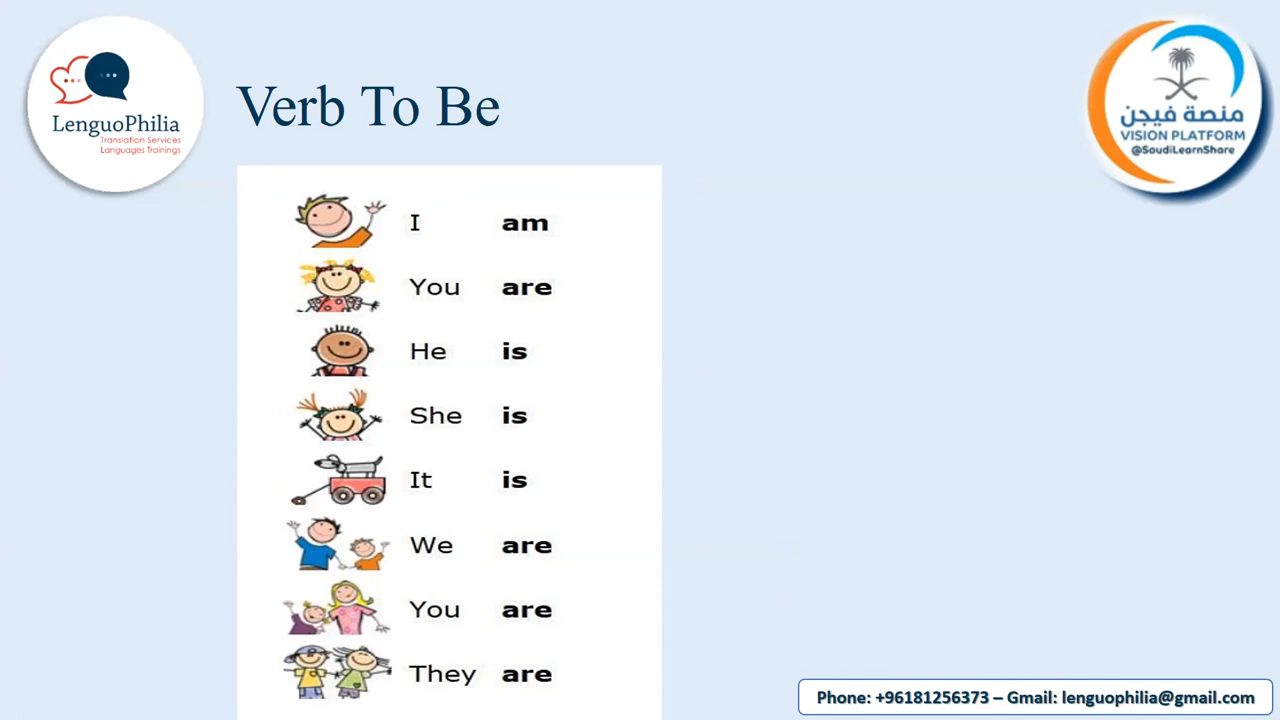 LenguoPhilia
Translation Services
Languages Trainings
Verb To Be
منصة فيجن
VISION PLATFORM
@SaudiLearnShare
I am
You are
He is
She is
It is
We are
You are
They are
Phone: +96181256373 – Gmail: lenguophilia@gmail.com